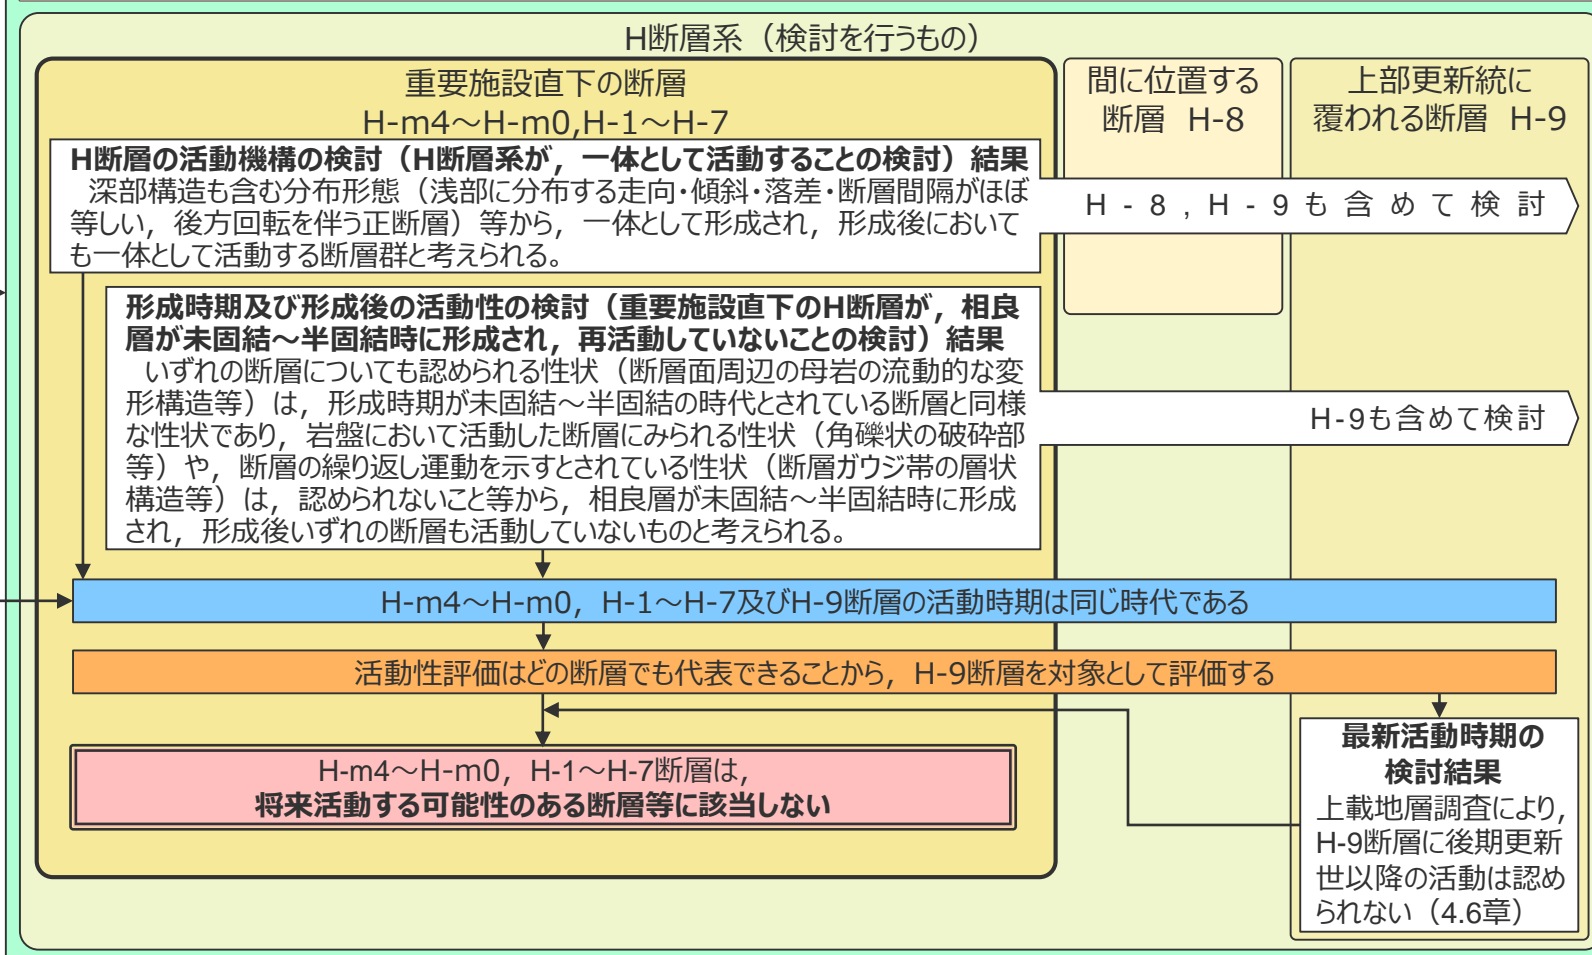 H断層系（検討を行うもの）
重要施設直下の断層
H-m4～H-m0,H-1～H-7
間に位置する
断層 H-8
上部更新統に
覆われる断層 H-9
H断層の活動機構の検討（H断層系が，一体として活動することの検討）結果
深部構造も含む分布形態（浅部に分布する走向・傾斜・落差・断層間隔がほぼ
等しい，後方回転を伴う正断層）等から，一体として形成され，形成後において
も一体として活動する断層群と考えられる。
H-8，H-9も含めて検討
形成時期及び形成後の活動性の検討（重要施設直下のH断層が，相良
層が未固結～半固結時に形成され，再活動していないことの検討）結果
いずれの断層についても認められる性状（断層面周辺の母岩の流動的な変
形構造等）は，形成時期が未固結～半固結の時代とされている断層と同様
な性状であり，岩盤において活動した断層にみられる性状（角礫状の破砕部
等）や，断層の繰り返し運動を示すとされている性状（断層ガウジ帯の層状
構造等）は，認められないこと等から，相良層が未固結～半固結時に形成
され，形成後いずれの断層も活動していないものと考えられる。
H-9も含めて検討
H-m4～H-m0，H-1～H-7及びH-9断層の活動時期は同じ時代である
活動性評価はどの断層でも代表できることから，H-9断層を対象として評価する
H-m4～H-m0，H-1～H-7断層は，
将来活動する可能性のある断層等に該当しない
最新活動時期の
検討結果
上載地層調査により，
H-9断層に後期更新
世以降の活動は認め
られない（4.6章）